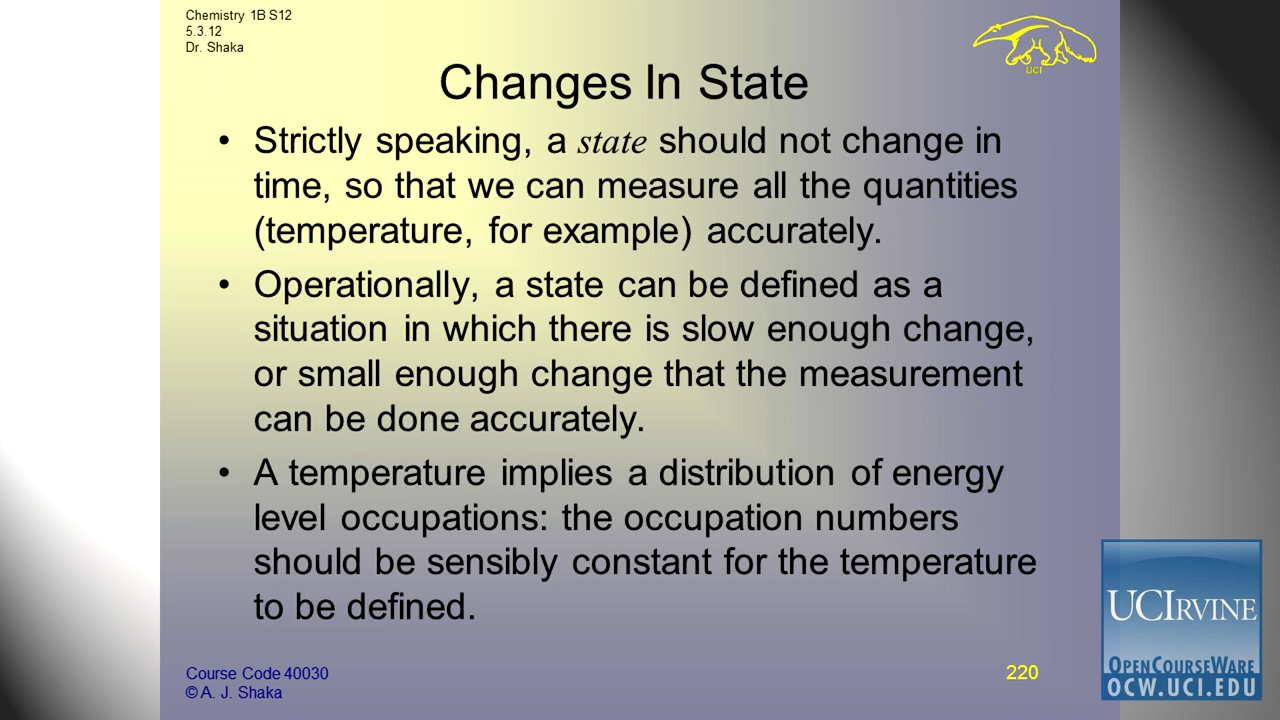 Chemistry 1B S12
5.3.12
Dr. Shaka
UCI
Changes In State
• Strictly speaking, a state should not change in
time, so that we can measure all the quantities
(temperature, for example) accurately.
• Operationally, a state can be defined as a
situation in which there is slow enough change,
or small enough change that the measurement
can be done accurately.
• A temperature implies a distribution of energy
level occupations: the occupation numbers
should be sensibly constant for the temperature
to be defined.
Course Code 40030
© A. J. Shaka
220
UCIRVINE
OPENCOURSEWARE
OCW.UCI.EDU